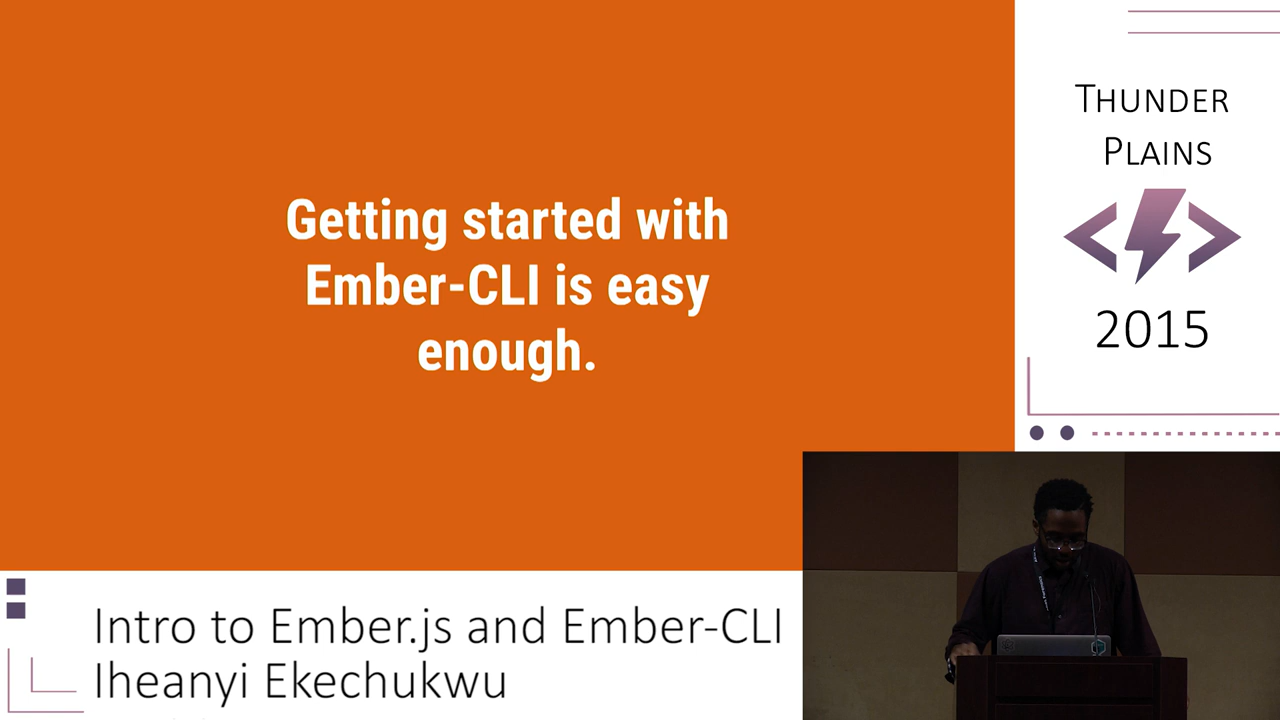 Getting started with
Ember-CLI is easy
enough.
THUNDER
PLAINS
2015
Intro to Ember.js and Ember-CLI
Iheanyi Ekechukwu